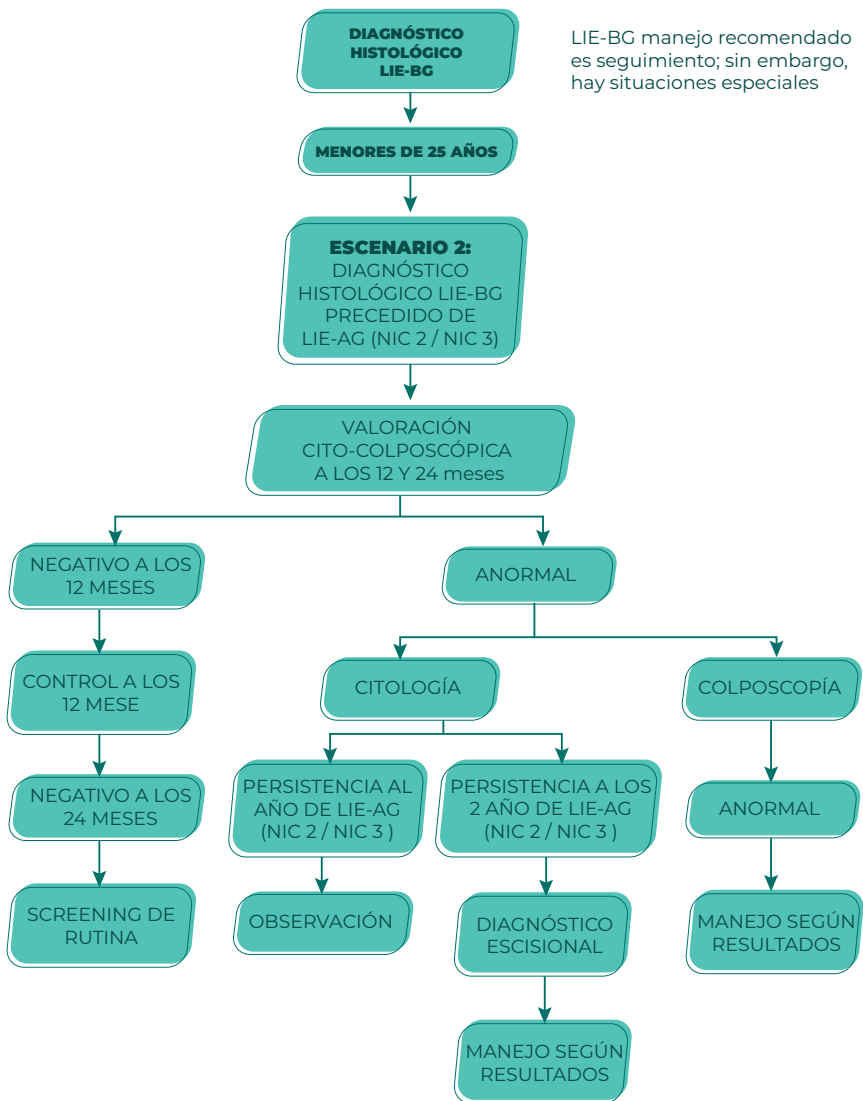 DIAGNÓSTICO
HISTOLÓGICO
LIE-BG
LIE-BG manejo recomendado
es seguimiento; sin embargo,
hay situaciones especiales
MENORES DE 25 AÑOS
ESCENARIO 2:
DIAGNÓSTICO
HISTOLÓGICO LIE-BG
PRECEDIDO DE
LIE-AG (NIC 2 / NIC 3)
VALORACIÓN
CITO-COLPOSCÓPICA
A LOS 12 Y 24 meses
NEGATIVO A LOS
12 MESES
ANORMAL
CONTROL A LOS
12 MESE
CITOLOGÍA
COLPOSCOPÍA
NEGATIVO A LOS
24 MESES
PERSISTENCIA AL
AÑO DE LIE-AG
(NIC 2 / NIC 3 )
PERSISTENCIA A LOS
2 AÑO DE LIE-AG
(NIC 2 / NIC 3 )
ANORMAL
SCREENING DE
RUTINA
OBSERVACIÓN
DIAGNÓSTICO
ESCISIONAL
MANEJO SEGÚN
RESULTADOS
MANEJO SEGÚN
RESULTADOS